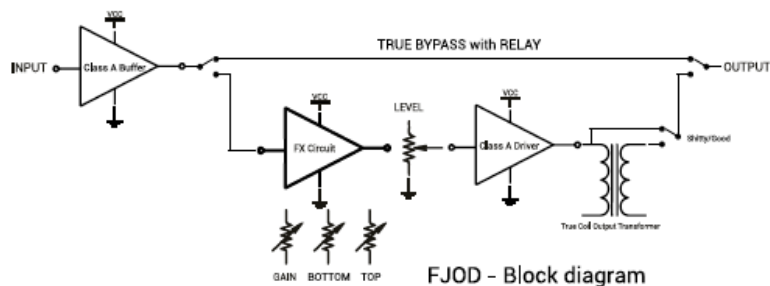 VCC
TRUE BYPASS with RELAY
INPUT
Class A Buffer
OUTPUT
VCC
LEVEL
VCC
FX Circuit
Class A Driver
Shitty/Good
True Coil Output Transformer
GAIN BOTTOM TOP
FJOD - Block diagram